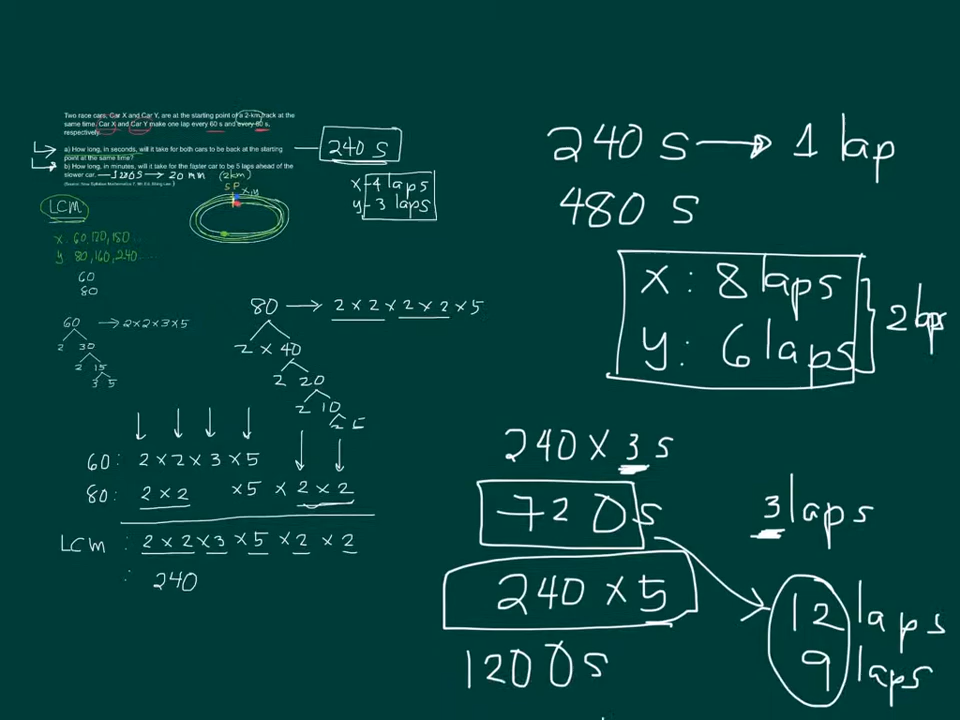 Two race cars, Car X and Car Y, are at the starting point of a 2-km track at the
same time. Car X and Car Y make one lap every 60 s and every 80 s,
respectively.
a) How long, in seconds, will it take for both cars to be back at the starting
point at the same time?
240 s
b) How long, in minutes, will it take for the faster car to be 5 laps ahead of the
slower car. — 1200s → 20 min (2km)
(Source: New Syllabus Mathematics 7,
S P x,y
x-4 laps
y-3 laps
LCM
x: 60, 120, 180 ..
y: 80, 160, 240 ....
60
80
60 → 2×2×3×5
2 30
2 15
3 5
80 → 2 × 2 × 2 × 2 × 5
2 × 40
2 20
2 10
2 5
60: 2 × 2 × 3 × 5
80: 2 × 2 × 5 × 2 × 2
LCM : 2 × 2 × 3 × 5 × 2 × 2
: 240
240 s → 1 lap
480 s
x : 8 laps
y : 6 laps
2 laps
240 × 3 s
720 s
3 laps
240 × 5
12 laps
9 laps
1200s